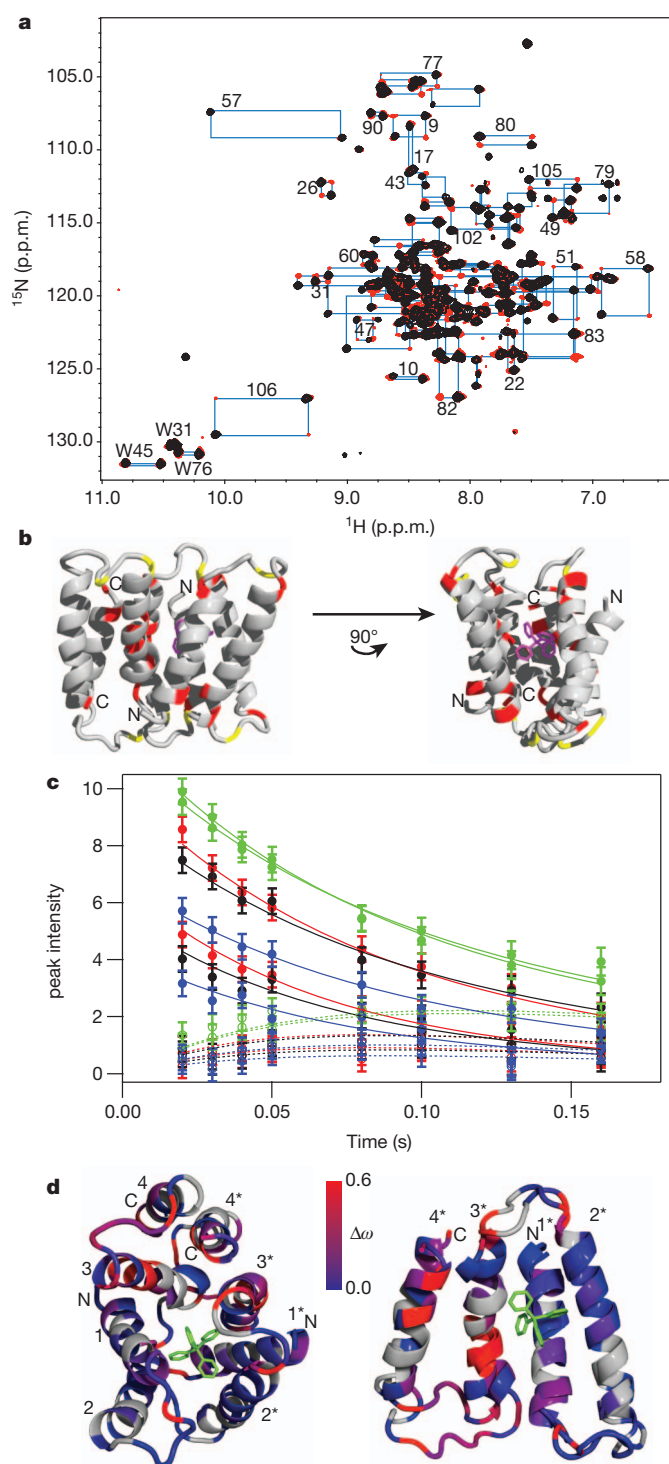 a
77
105.0
57
90
9
80
110.0
17
26
43
105
79
115.0
102
49
60
51
58
31
120.0
47
83
10
22
125.0
82
106
130.0
W31
W45
W76
15N (p.p.m.)
11.0 10.0 9.0 8.0 7.0
1H (p.p.m.)
b
C N C N
90°
C N N C
c
10
8
6
4
2
0
peak intensity
0.00 0.05 0.10 0.15
Time (s)
d
4
C
4*
C
3
3*
N
1
1*N
2
2*
0.6
Δω
0.0
4*
C
3*
N
1*
2*